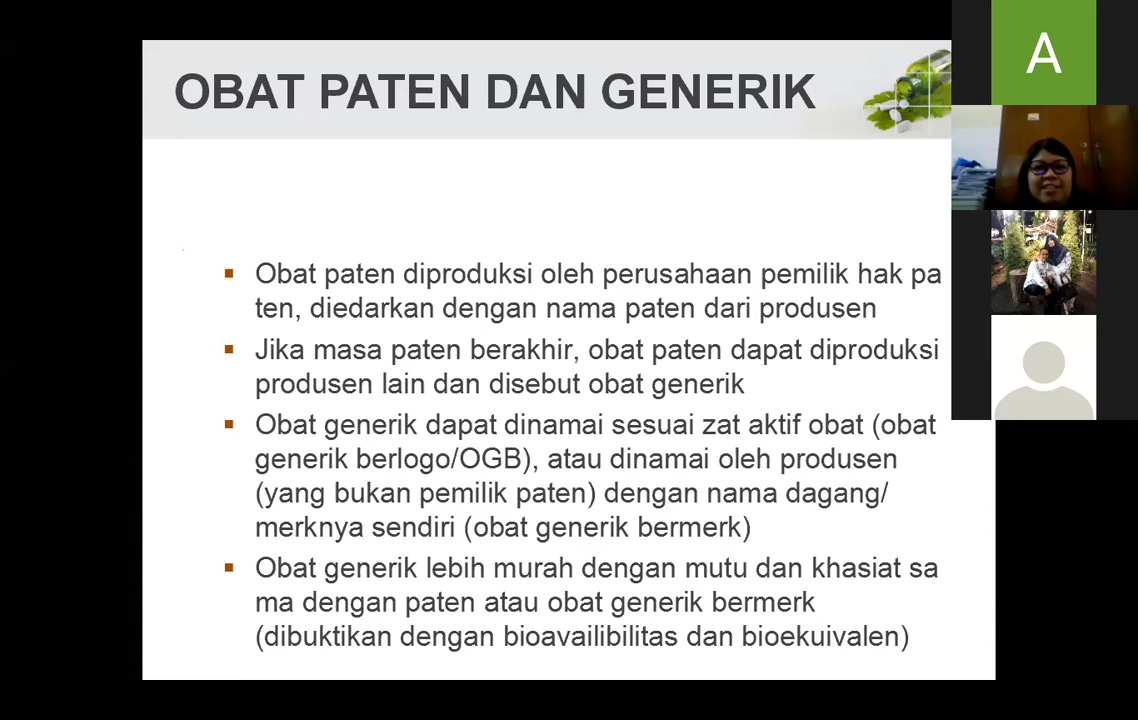 OBAT PATEN DAN GENERIK
A
Obat paten diproduksi oleh perusahaan pemilik hak pa
ten, diedarkan dengan nama paten dari produsen
Jika masa paten berakhir, obat paten dapat diproduksi
produsen lain dan disebut obat generik
Obat generik dapat dinamai sesuai zat aktif obat (obat
generik berlogo/OGB), atau dinamai oleh produsen
(yang bukan pemilik paten) dengan nama dagang/
merknya sendiri (obat generik bermerk)
Obat generik lebih murah dengan mutu dan khasiat sa
ma dengan paten atau obat generik bermerk
(dibuktikan dengan bioavailibilitas dan bioekuivalen)